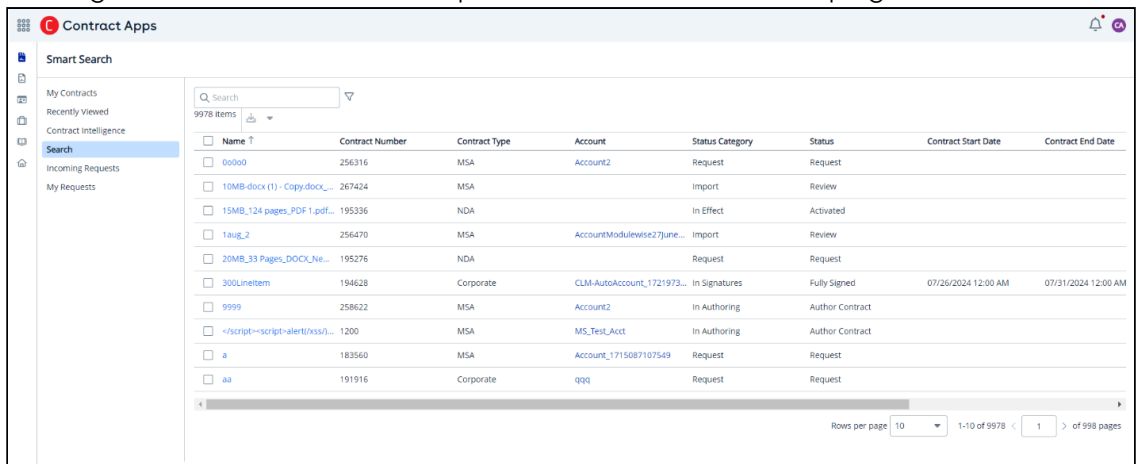 C Contract Apps
CA
Smart Search
My Contracts
Recently Viewed
Contract Intelligence
Search
Incoming Requests
My Requests
Search
9978 items
Name ↑ Contract Number Contract Type Account Status Category Status Contract Start Date Contract End Date
0o0o0 256316 MSA Account2 Request Request
10MB-docx (1) - Copy.docx_... 267424 MSA Import Review
15MB_124 pages_PDF 1.pdf... 195336 NDA In Effect Activated
1aug_2 256470 MSA AccountModulewise27June... Import Review
20MB_33 Pages_DOCX_Ne... 195276 NDA Request Request
300LineItem 194628 Corporate CLM-AutoAccount_1721973... In Signatures Fully Signed 07/26/2024 12:00 AM 07/31/2024 12:00 AM
9999 258622 MSA Account2 In Authoring Author Contract
</script><script>alert(/xss/)... 1200 MSA MS_Test_Acct In Authoring Author Contract
a 183560 MSA Account_1715087107549 Request Request
aa 191916 Corporate qqq Request Request
Rows per page 10 1-10 of 9978 < 1 > of 998 pages